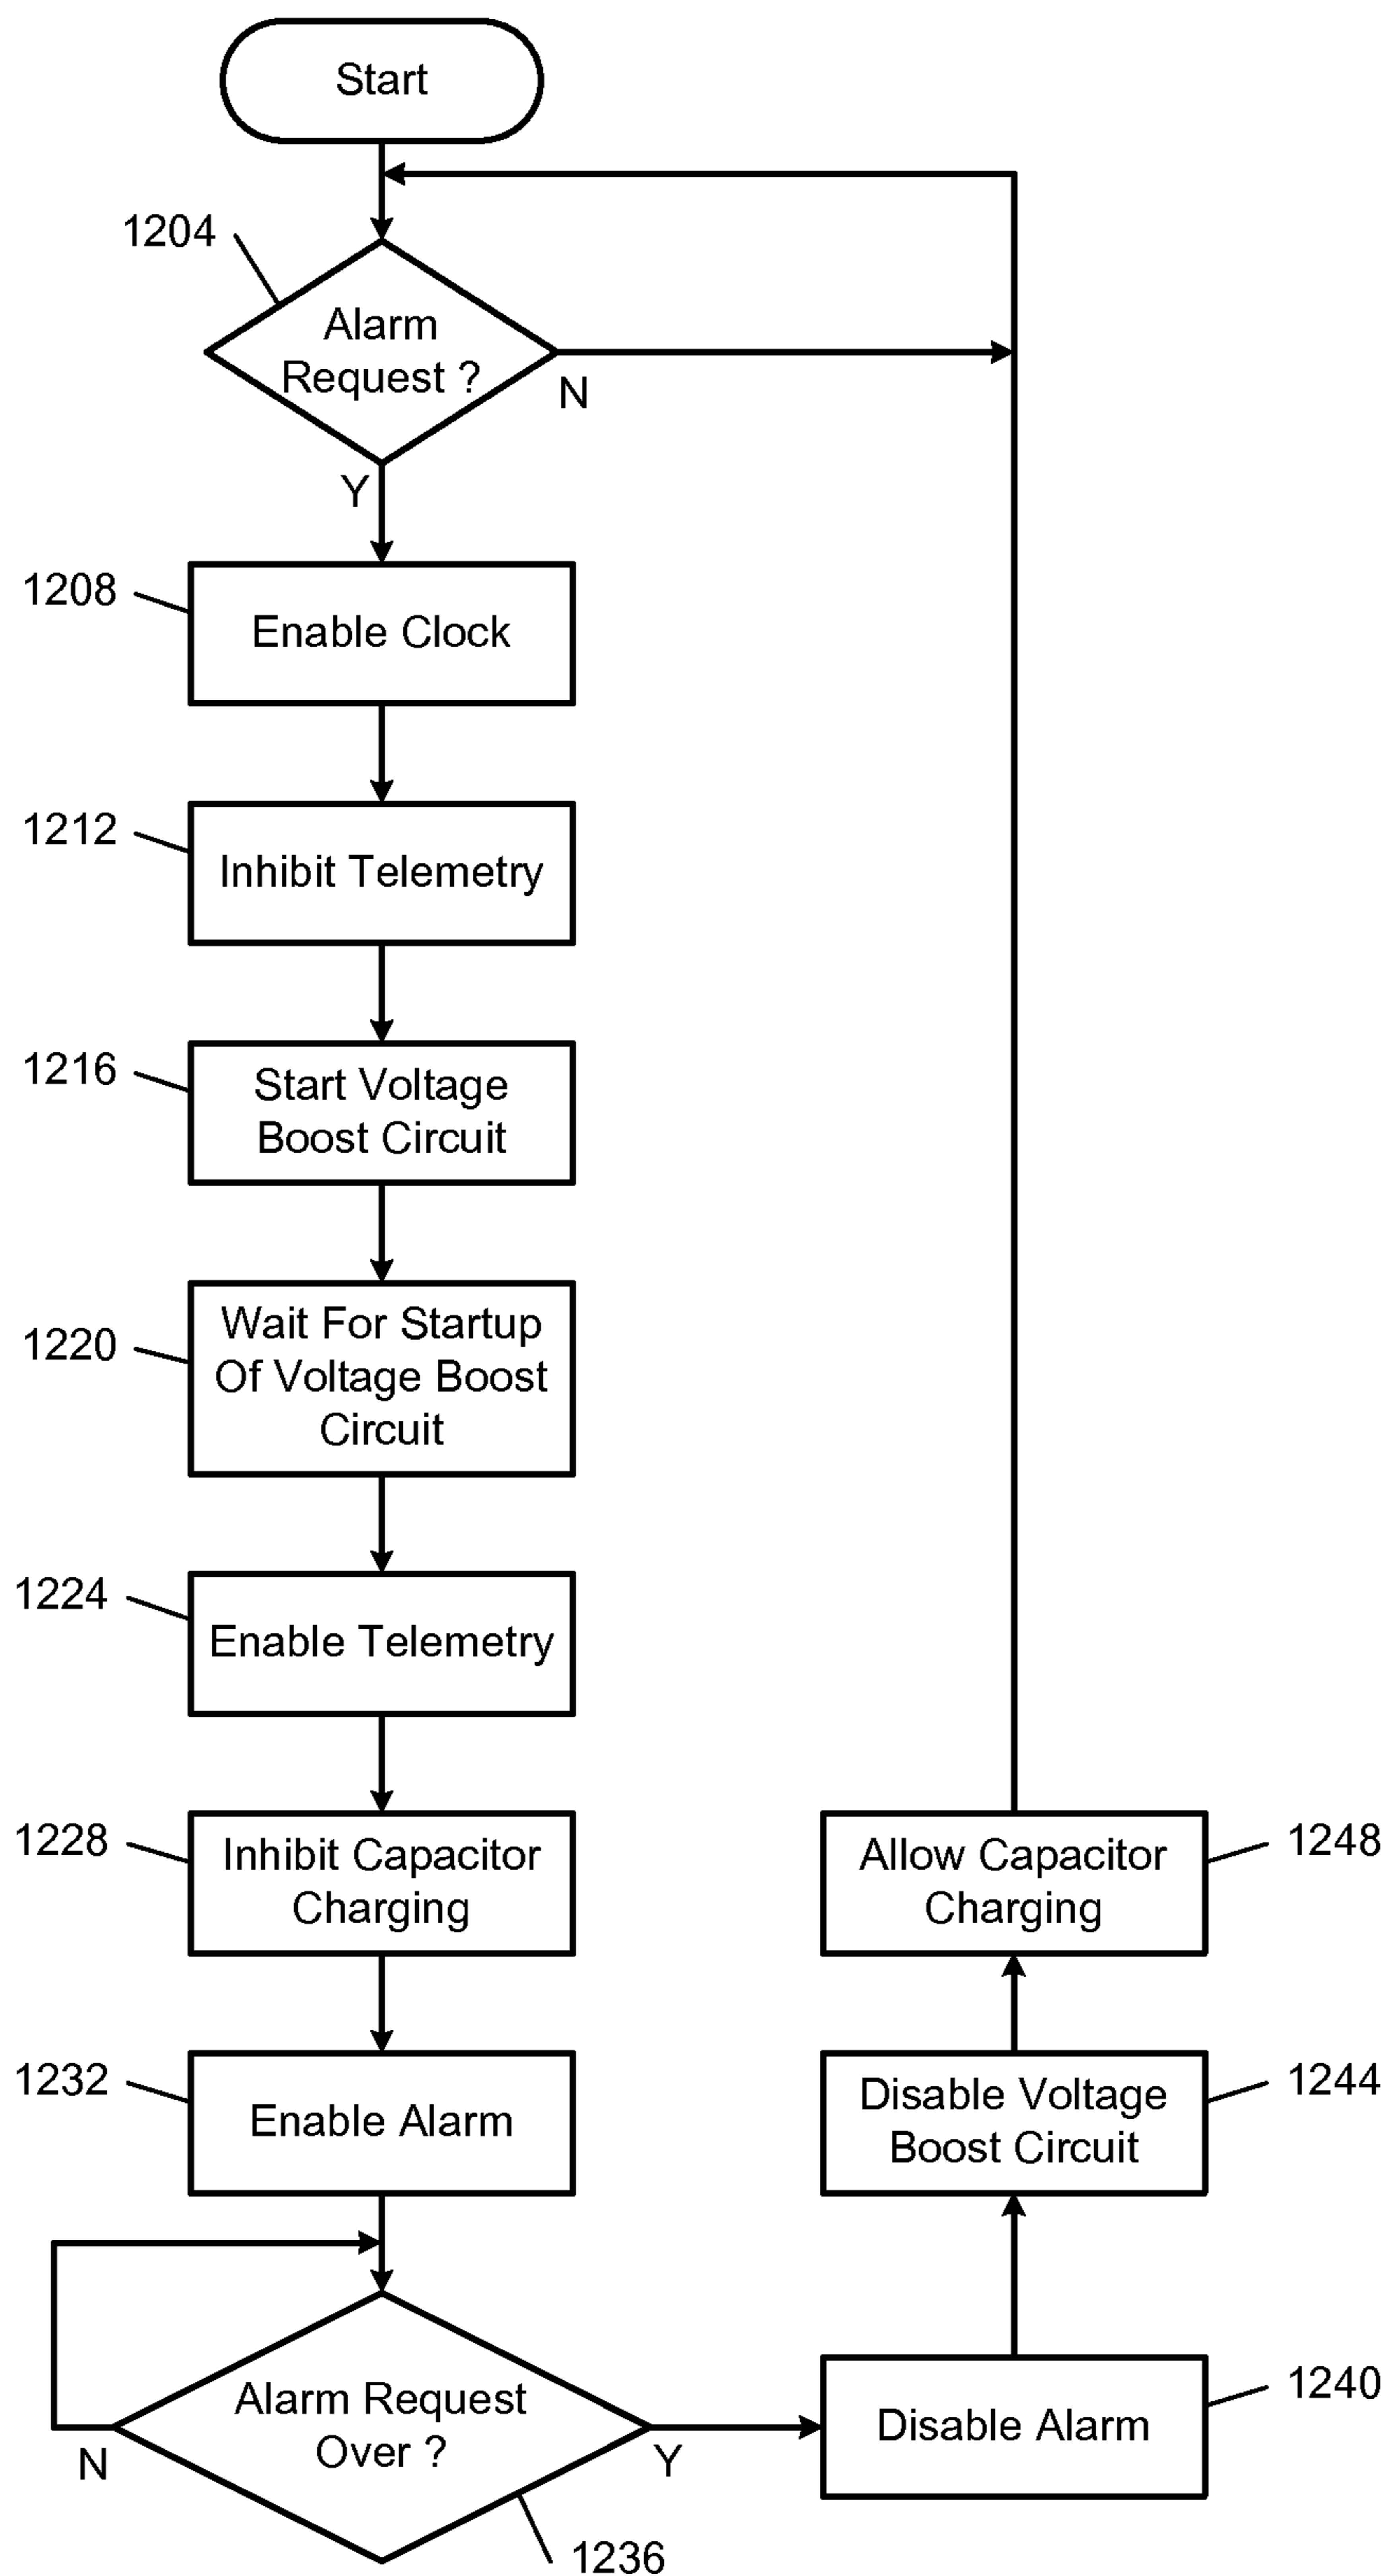 Start
1204
Alarm
Request ?
N
Y
1208
Enable Clock
1212
Inhibit Telemetry
1216
Start Voltage
Boost Circuit
1220
Wait For Startup
Of Voltage Boost
Circuit
1224
Enable Telemetry
1228
Inhibit Capacitor
Charging
1232
Enable Alarm
Alarm Request
Over ?
N
Y
1236
Disable Alarm
1240
Disable Voltage
Boost Circuit
1244
Allow Capacitor
Charging
1248